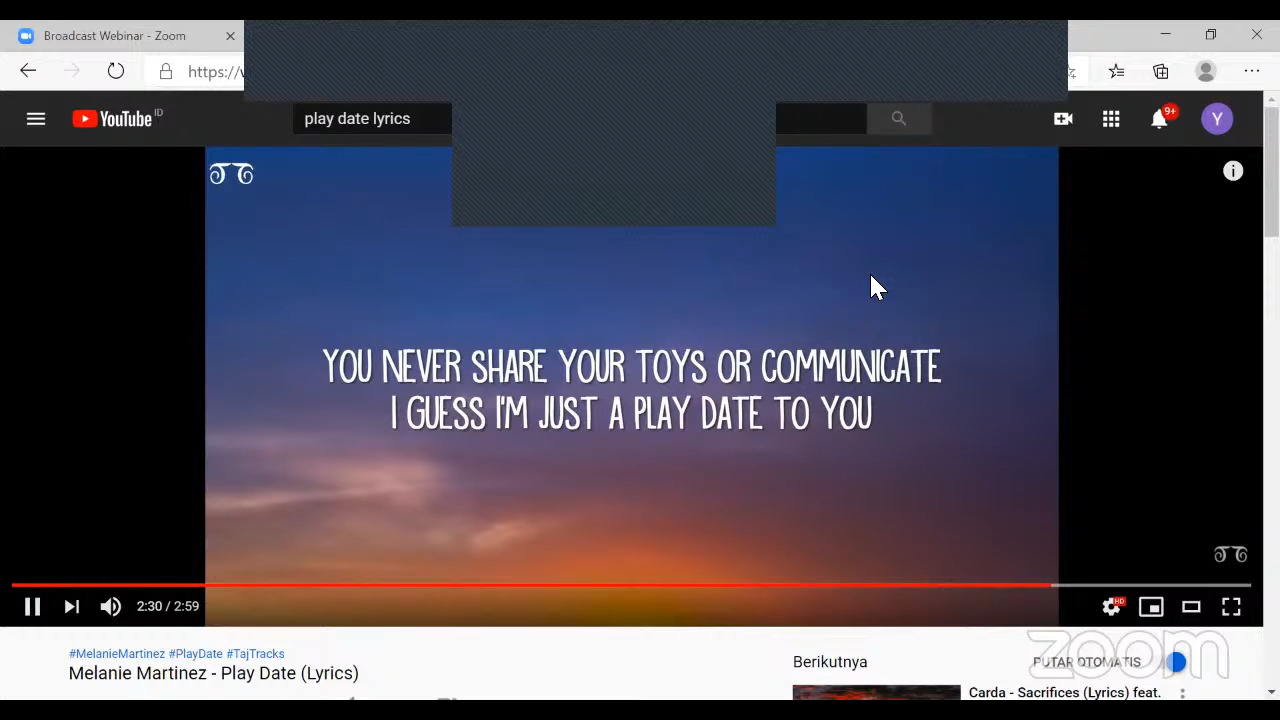 Broadcast Webinar - Zoom
https://
YouTube ID
play date lyrics
9+
Y
YOU NEVER SHARE YOUR TOYS OR COMMUNICATE
I GUESS I'M JUST A PLAY DATE TO YOU
2:30 / 2:59
HD
#MelanieMartinez #PlayDate #TajTracks
Melanie Martinez - Play Date (Lyrics)
Berikutnya
PUTAR OTOMATIS
zoom
Carda - Sacrifices (Lyrics) feat.